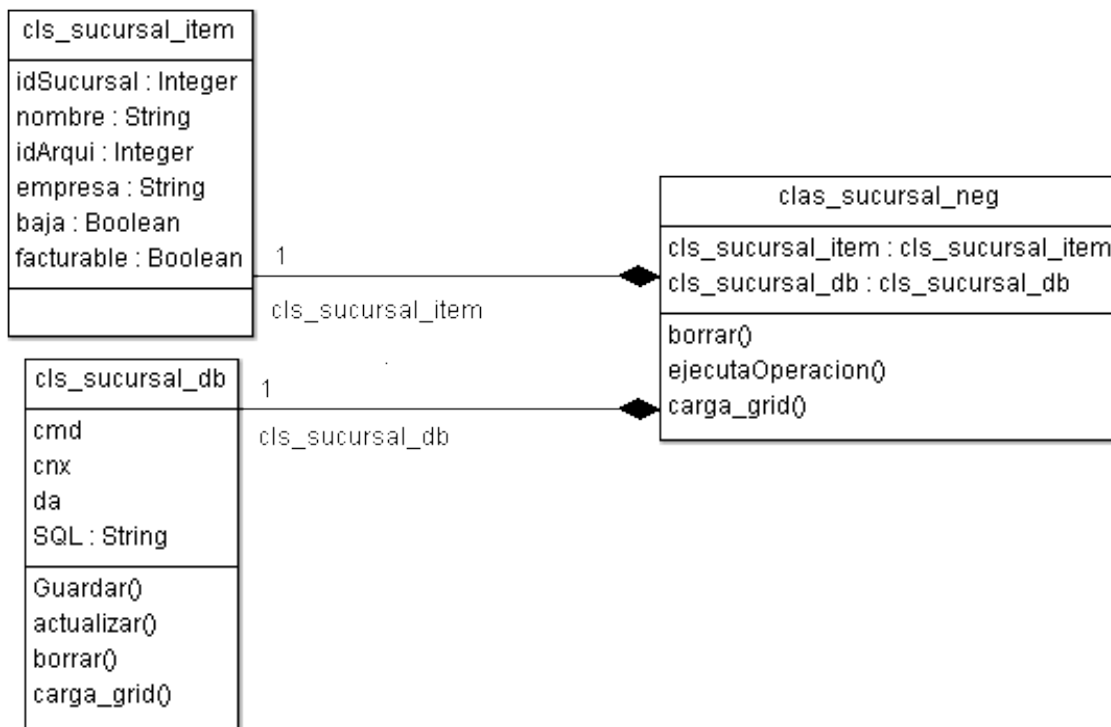 cls_sucursal_item
idSucursal : Integer
nombre : String
idArqui : Integer
empresa : String
baja : Boolean
facturable : Boolean
1
cls_sucursal_item
cls_sucursal_db
cmd
cnx
da
SQL : String
Guardar()
actualizar()
borrar()
carga_grid()
1
cls_sucursal_db
clas_sucursal_neg
cls_sucursal_item : cls_sucursal_item
cls_sucursal_db : cls_sucursal_db
borrar()
ejecutaOperacion()
carga_grid()